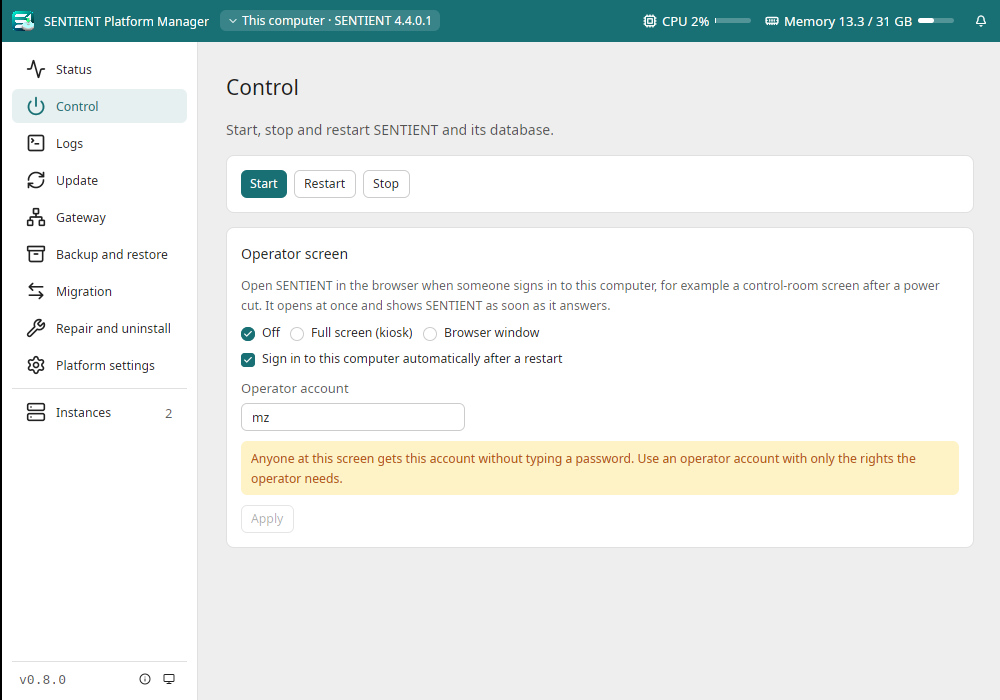 SENTIENT Platform Manager
This computer · SENTIENT 4.4.0.1
CPU 2%
Memory 13.3 / 31 GB
Status
Control
Logs
Update
Gateway
Backup and restore
Migration
Repair and uninstall
Platform settings
Instances 2
v0.8.0
Control
Start, stop and restart SENTIENT and its database.
Start Restart Stop
Operator screen
Open SENTIENT in the browser when someone signs in to this computer, for example a control-room screen after a power
cut. It opens at once and shows SENTIENT as soon as it answers.
Off Full screen (kiosk) Browser window
Sign in to this computer automatically after a restart
Operator account
mz
Anyone at this screen gets this account without typing a password. Use an operator account with only the rights the
operator needs.
Apply